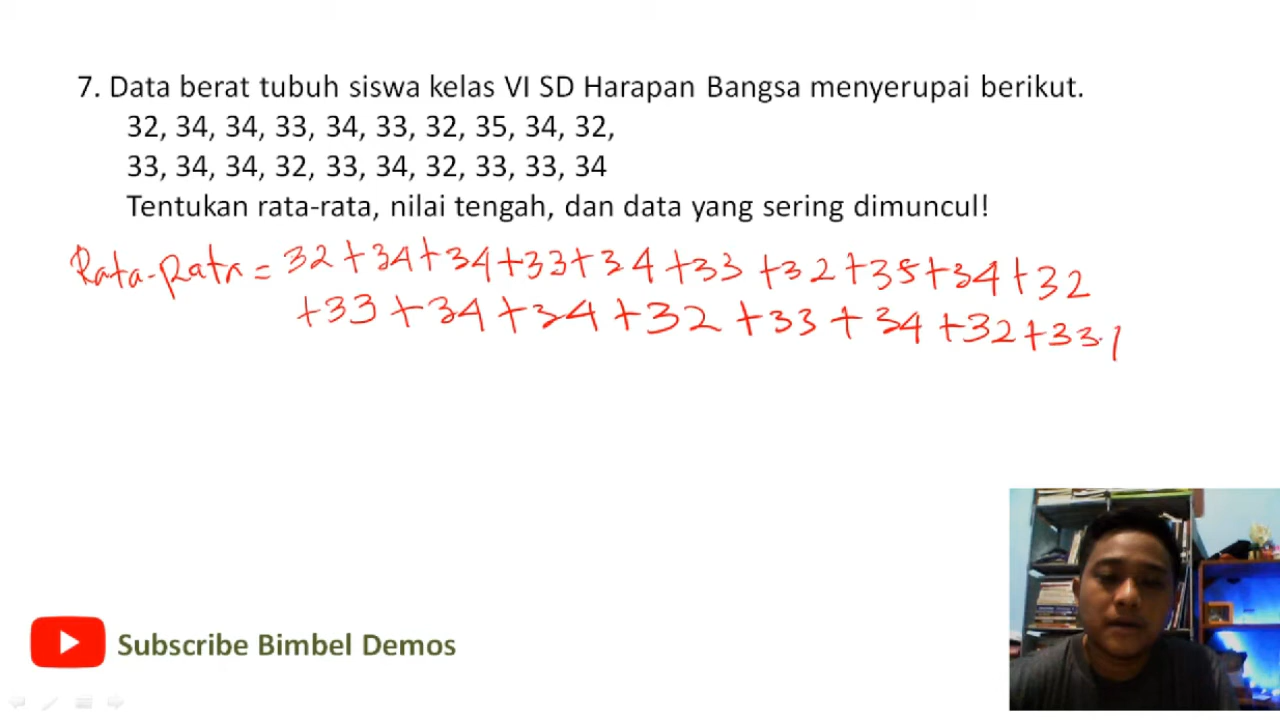 7. Data berat tubuh siswa kelas VI SD Harapan Bangsa menyerupai berikut.
32, 34, 34, 33, 34, 33, 32, 35, 34, 32,
33, 34, 34, 32, 33, 34, 32, 33, 33, 34
Tentukan rata-rata, nilai tengah, dan data yang sering dimuncul!
Rata-Rata = 32+34+34+33+34+33+32+35+34+32
+33+34+34+32+33+34+32+33
Subscribe Bimbel Demos